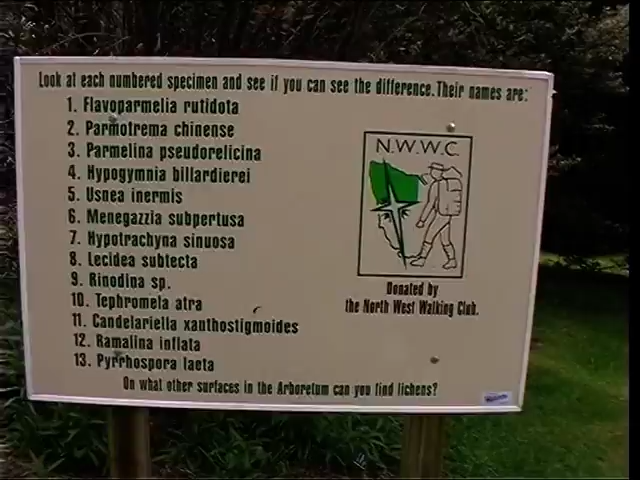 Look at each numbered specimen and see if you can see the difference. Their names are:
1. Flavoparmelia rutidota
2. Parmotrema chinense
3. Parmelina pseudorelicina
4. Hypogymnia billardierei
5. Usnea inermis
6. Menegazzia subpertusa
7. Hypotrachyna sinuosa
8. Lecidea subtecta
9. Rinodina sp.
10. Tephromela atra
11. Candelariella xanthostigmoides
12. Ramalina inflata
13. Pyrrhospora laeta
N.W.W.C.
Donated by
the North West Walking Club.
On what other surfaces in the Arboretum can you find lichens?